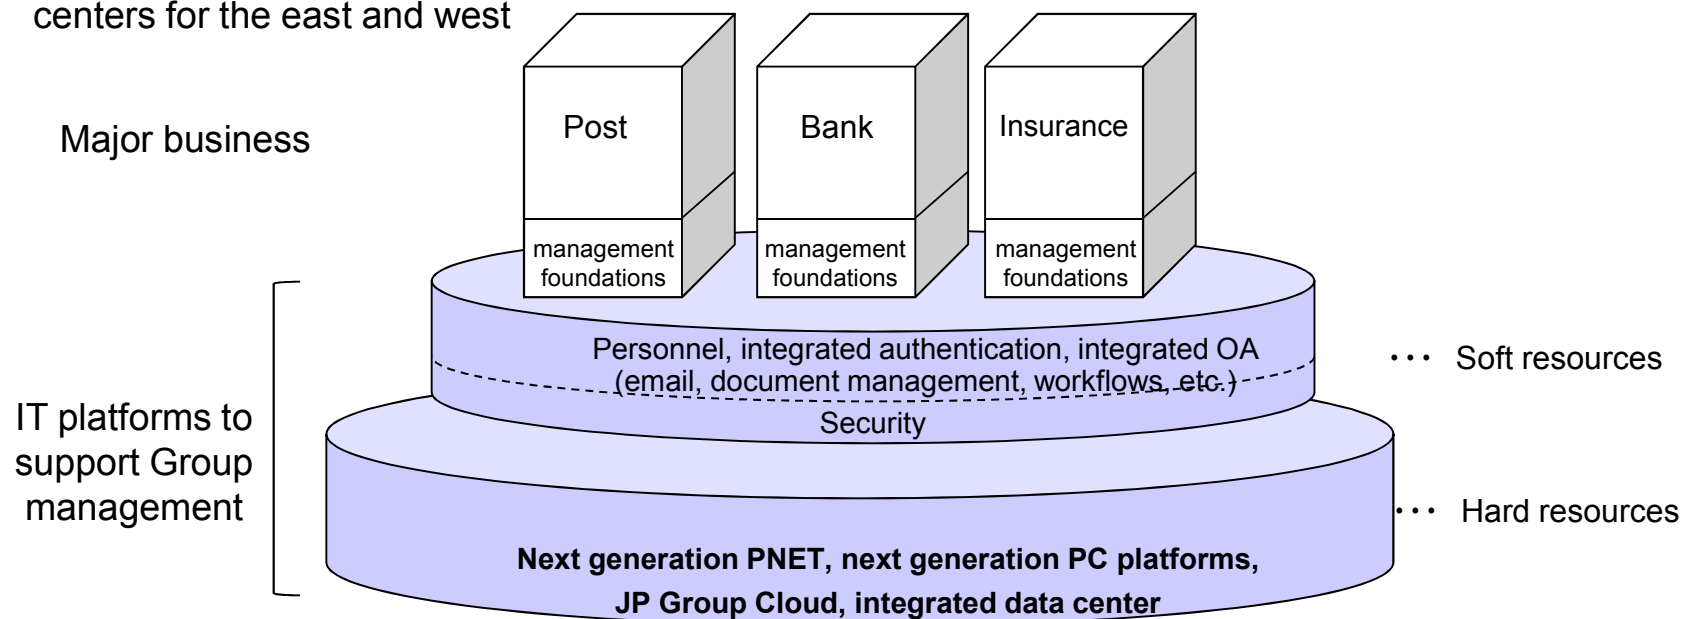 centers for the east and west
Major business
Post
Bank
Insurance
management
foundations
management
foundations
management
foundations
Personnel, integrated authentication, integrated OA
(email, document management, workflows, etc.)
Security
... Soft resources
IT platforms to
support Group
management
... Hard resources
Next generation PNET, next generation PC platforms,
JP Group Cloud, integrated data center